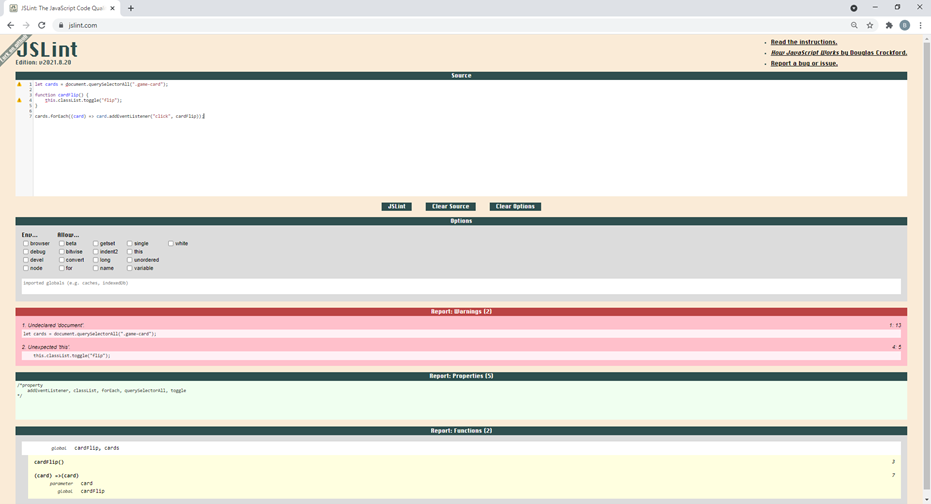 JSLint: The JavaScript Code Qual
jslint.com
B
JSLint
Edition: v2021.8.20
Read the instructions.
How JavaScript Works by Douglas Crockford.
Report a bug or issue.
Source
1 let cards = document.querySelectorAll(".game-card");
2
3 function cardFlip() {
4 this.classList.toggle("flip");
5 }
6
7 cards.forEach((card) => card.addEventListener("click", cardFlip));
JSLint Clear Source Clear Options
Options
Env... Allow...
browser beta getset single white
debug bitwise indent2 this
devel convert long unordered
node for name variable
imported globals (e.g. caches, indexedDB)
Report: Warnings (2)
1. Undeclared 'document'. 1: 13
let cards = document.querySelectorAll(".game-card");
2. Unexpected 'this'. 4: 5
this.classList.toggle("flip");
Report: Properties (5)
/*property
addEventListener, classList, forEach, querySelectorAll, toggle
*/
Report: Functions (2)
global cardFlip, cards
cardFlip() 3
(card) =>(card) 7
parameter card
global cardFlip